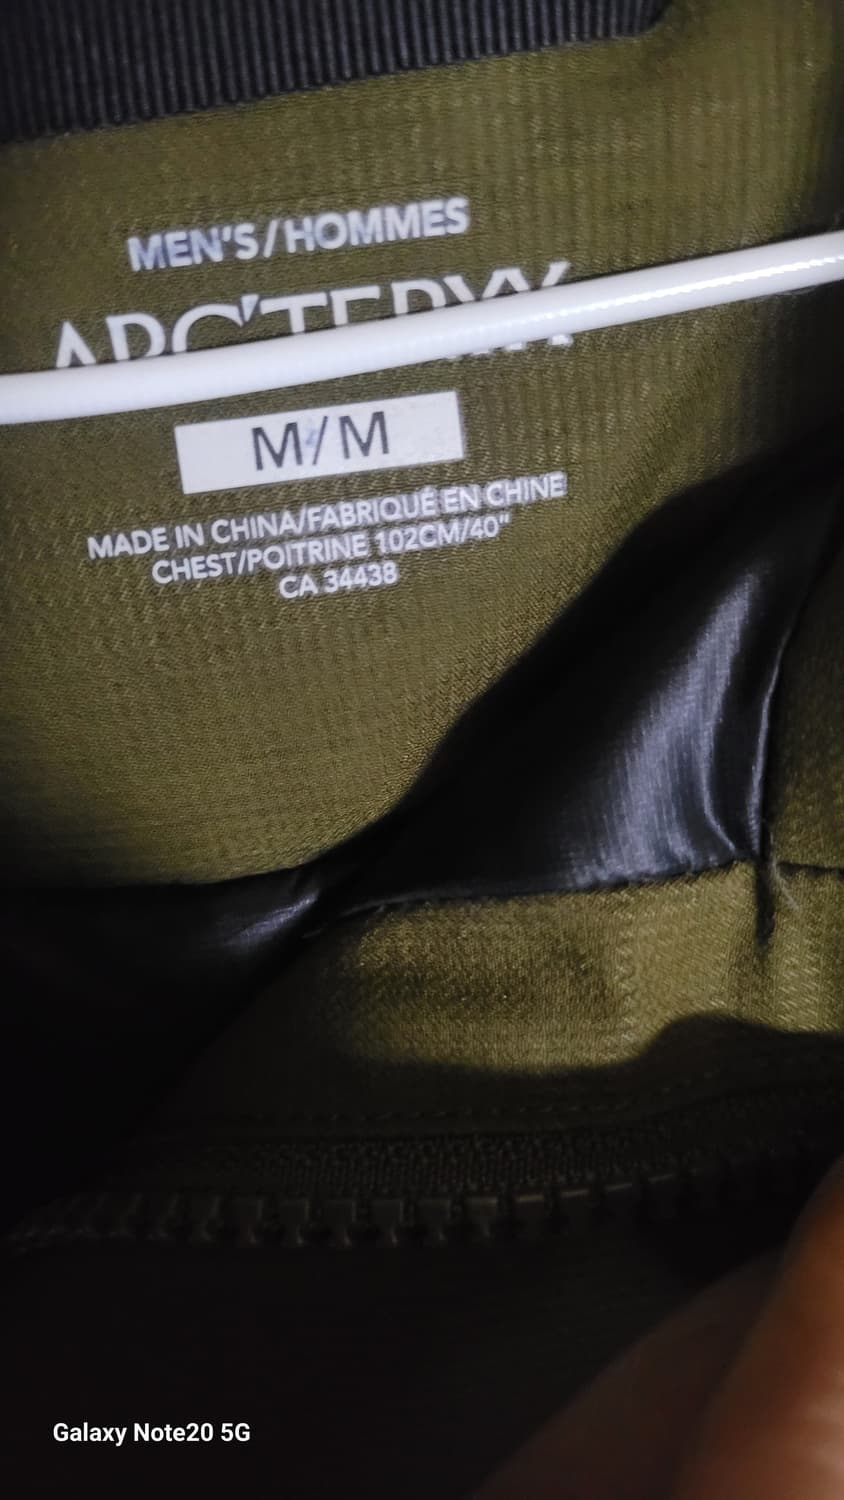 MEN'S/HOMMES
ARC'TERYX
M/M
MADE IN CHINA/FABRIQUÉ EN CHINE
CHEST/POITRINE 102CM/40"
CA 34438
Galaxy Note20 5G